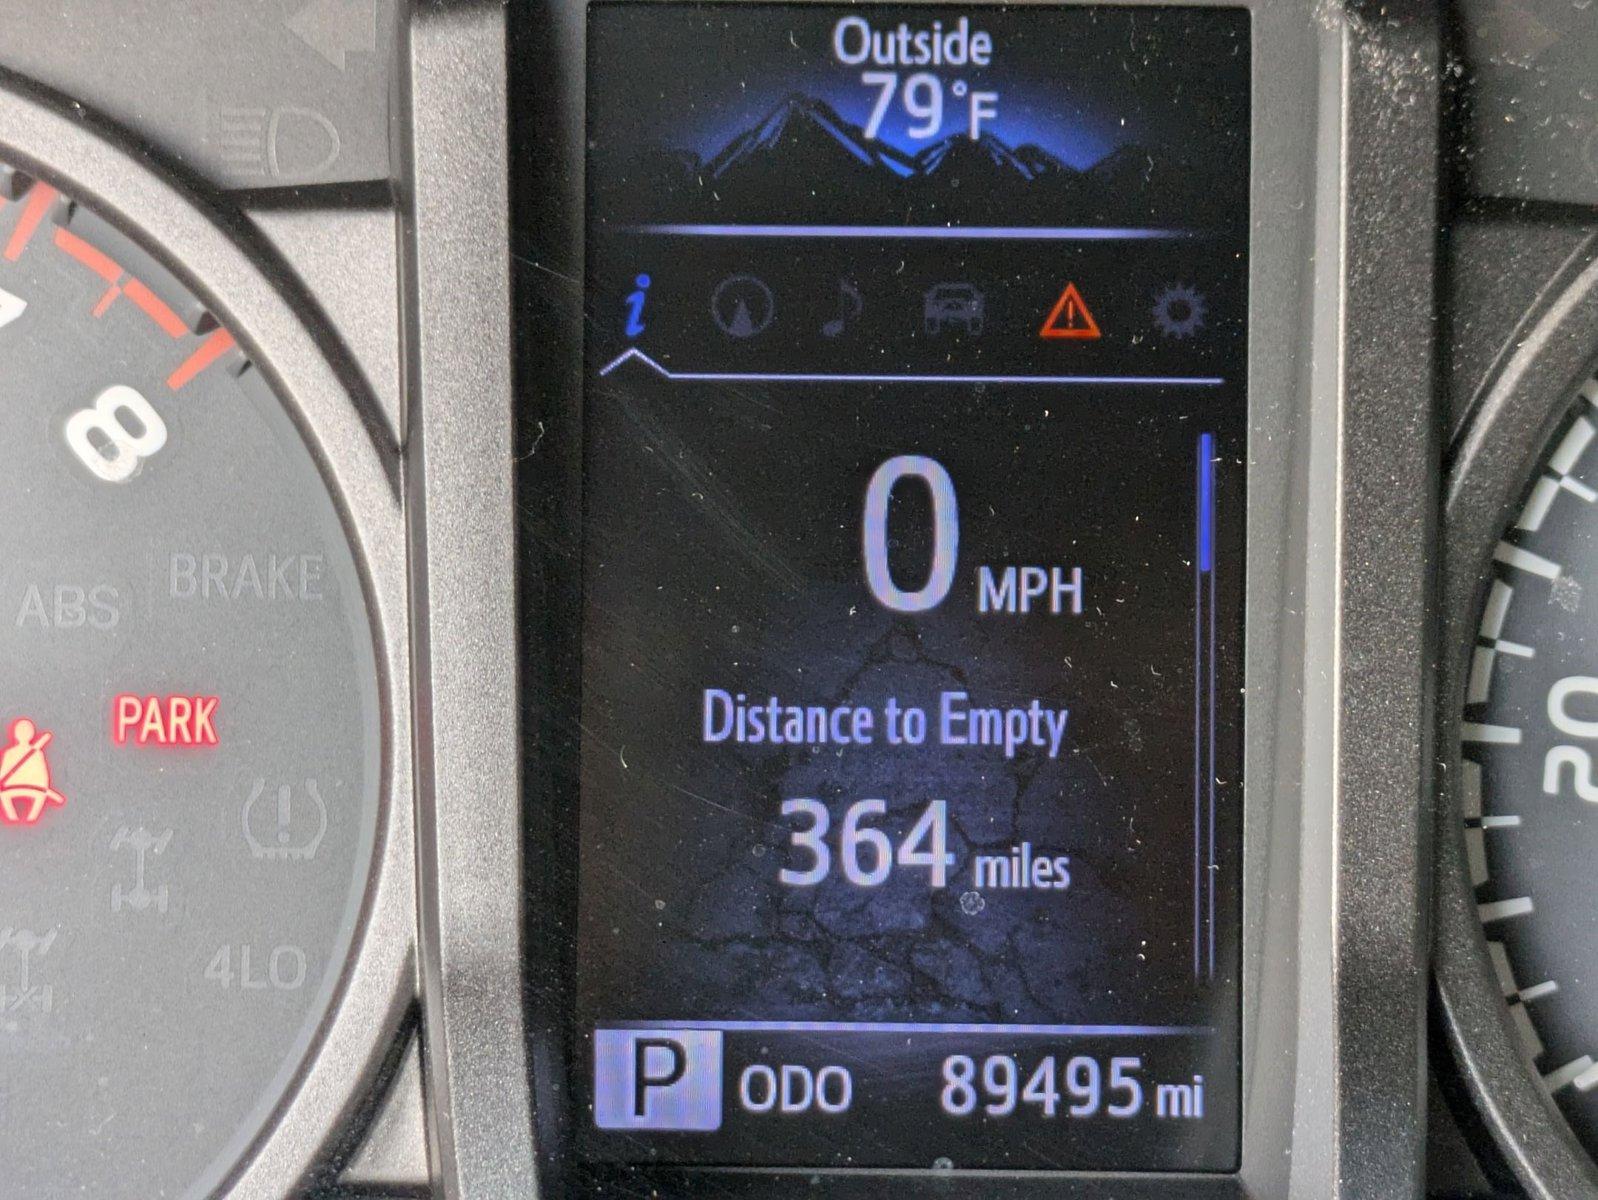 Outside
79°F
8
0 MPH
ABS BRAKE
PARK
Distance to Empty
20
364 miles
4LO
P ODO 89495 mi